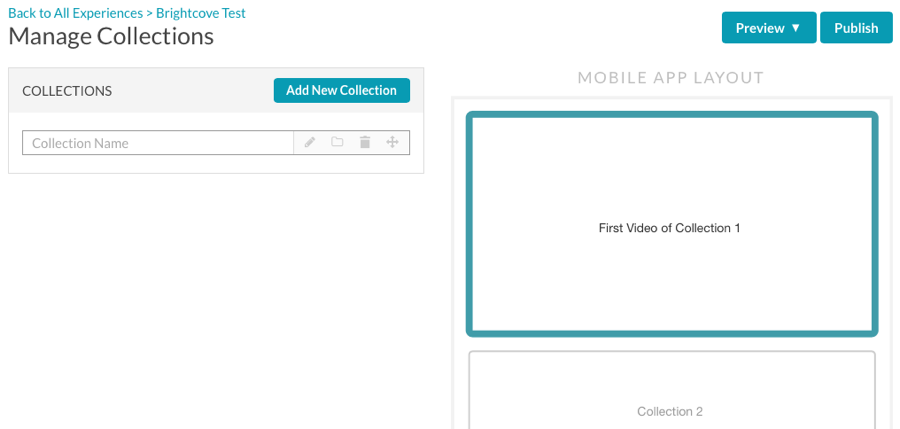 Back to All Experiences > Brightcove Test
Manage Collections
Preview ▼
Publish
COLLECTIONS
Add New Collection
Collection Name
MOBILE APP LAYOUT
First Video of Collection 1
Collection 2